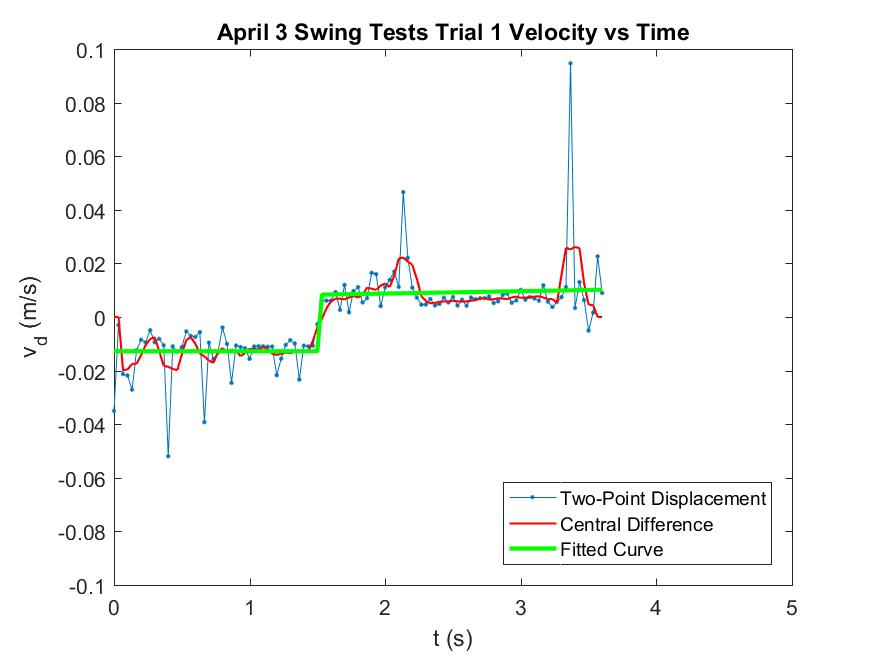 April 3 Swing Tests Trial 1 Velocity vs Time
0.1
0.08
0.06
0.04
0.02
0
-0.02
-0.04
-0.06
-0.08
-0.1
v_d (m/s)
0 1 2 3 4 5
t (s)
Two-Point Displacement
Central Difference
Fitted Curve